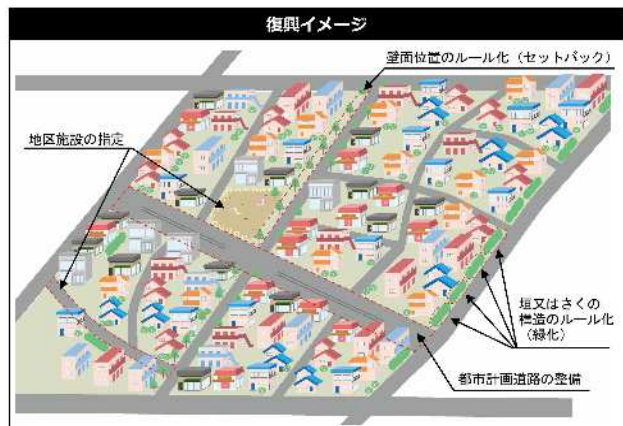 復興イメージ
壁面位置のルール化（セットバック）
地区施設の指定
垣又はさくの
構造のルール化
（緑化）
都市計画道路の整備